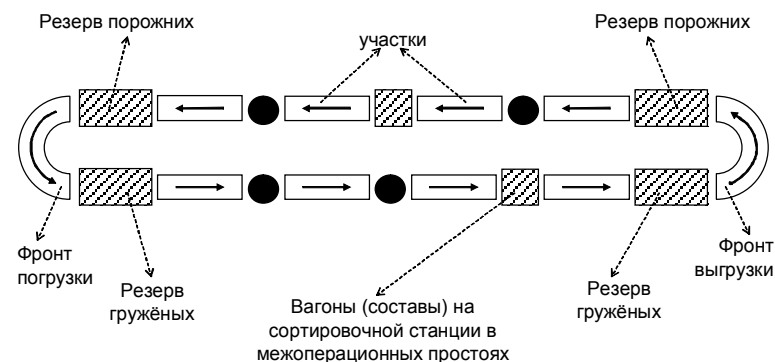 Резерв порожних
участки
Резерв порожних
Фронт
погрузки
Резерв
гружёных
Вагоны (составы) на
сортировочной станции в
межоперационных простоях
Резерв
гружёных
Фронт
выгрузки